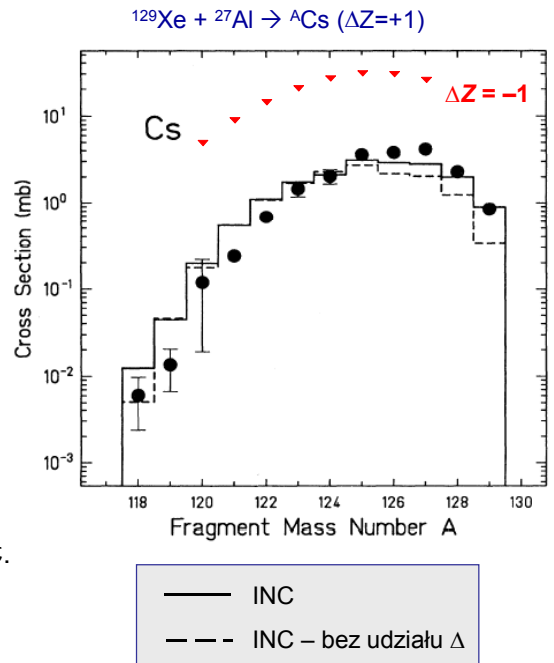 ¹²⁹Xe + ²⁷Al → ᴬCs (ΔZ=+1)
Cs
ΔZ = –1
Cross Section (mb)
10¹
10⁰
10⁻¹
10⁻²
10⁻³
118 120 122 124 126 128 130
Fragment Mass Number A
INC
INC – bez udziału Δ